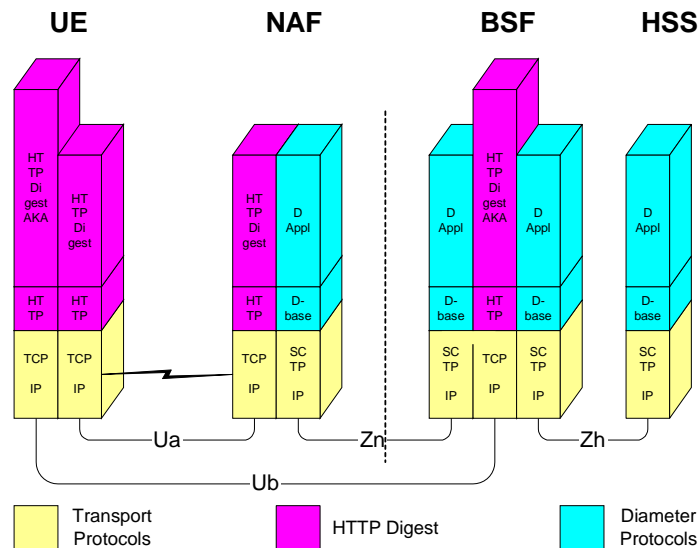 UE NAF BSF HSS
HT
TP
Di
gest
AKA
HT
TP
Di
gest
HT
TP
Di
gest
D
Appl
D
Appl
HT
TP
Di
gest
AKA
D
Appl
D
Appl
HT
TP
HT
TP
HT
TP
D-
base
D-
base
HT
TP
D-
base
D-
base
TCP
IP
TCP
IP
TCP
IP
SC
TP
IP
SC
TP
IP
TCP
IP
SC
TP
IP
SC
TP
IP
Ua
Zn
Zh
Ub
Transport
Protocols
HTTP Digest
Diameter
Protocols